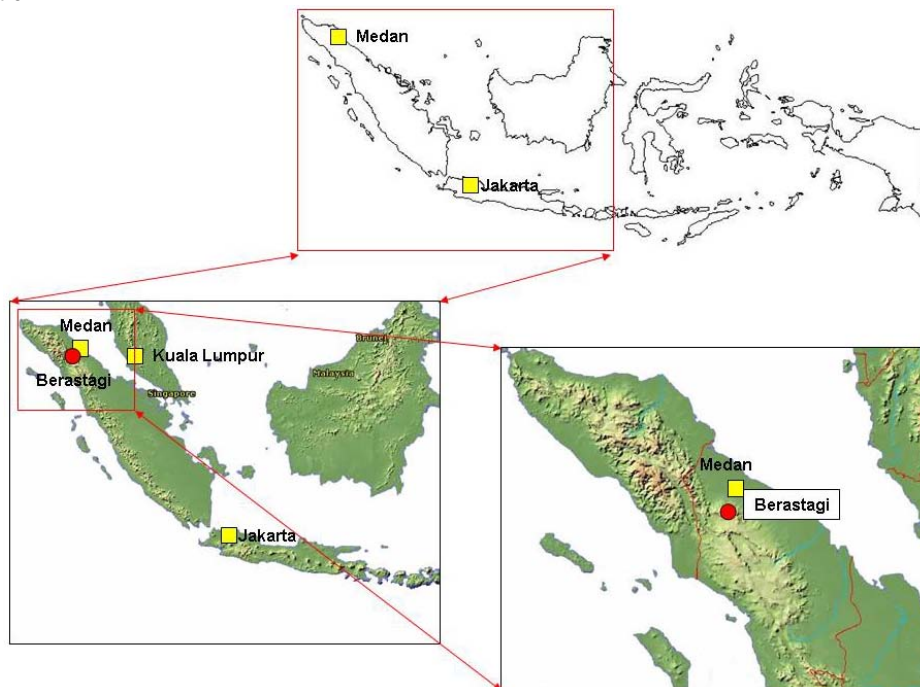 Medan
Jakarta
Medan
Kuala Lumpur
Berastagi
Brunei
Malaysia
Singapore
Jakarta
Medan
Berastagi